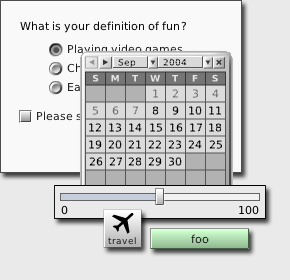 What is your definition of fun?
Playing video games
Please
Sep 2004
S M T W T F S
1 2 3 4
5 6 7 8 9 10 11
12 13 14 15 16 17 18
19 20 21 22 23 24 25
26 27 28 29 30
0 100
travel
foo